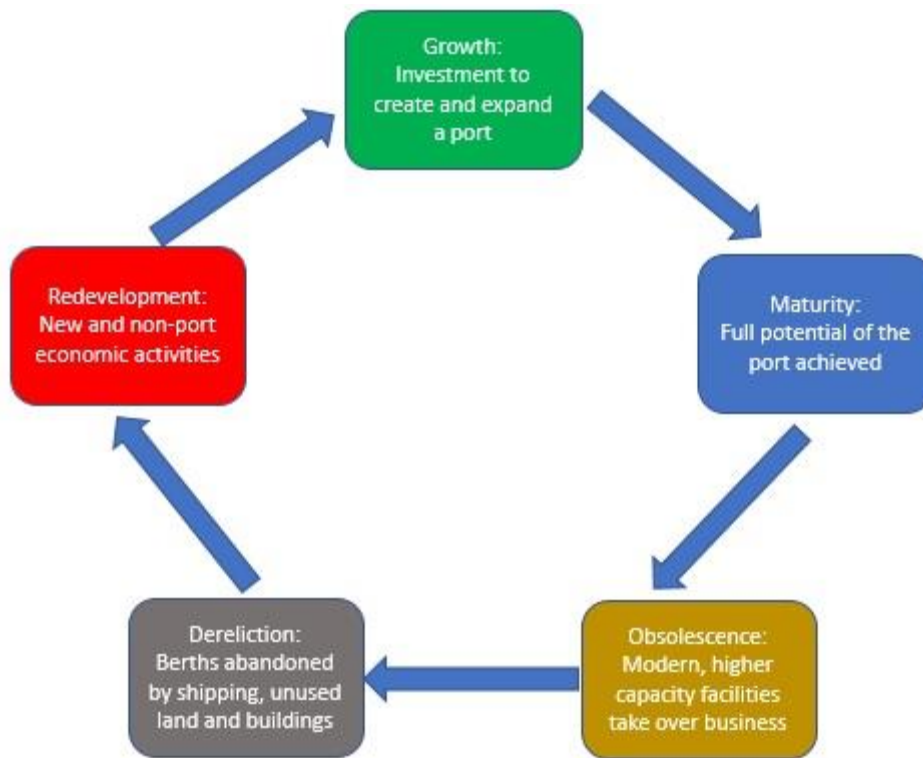 Growth:
Investment to
create and expand
a port
Maturity:
Full potential of the
port achieved
Obsolescence:
Modern, higher
capacity facilities
take over business
Dereliction:
Berths abandoned
by shipping, unused
land and buildings
Redevelopment:
New and non-port
economic activities